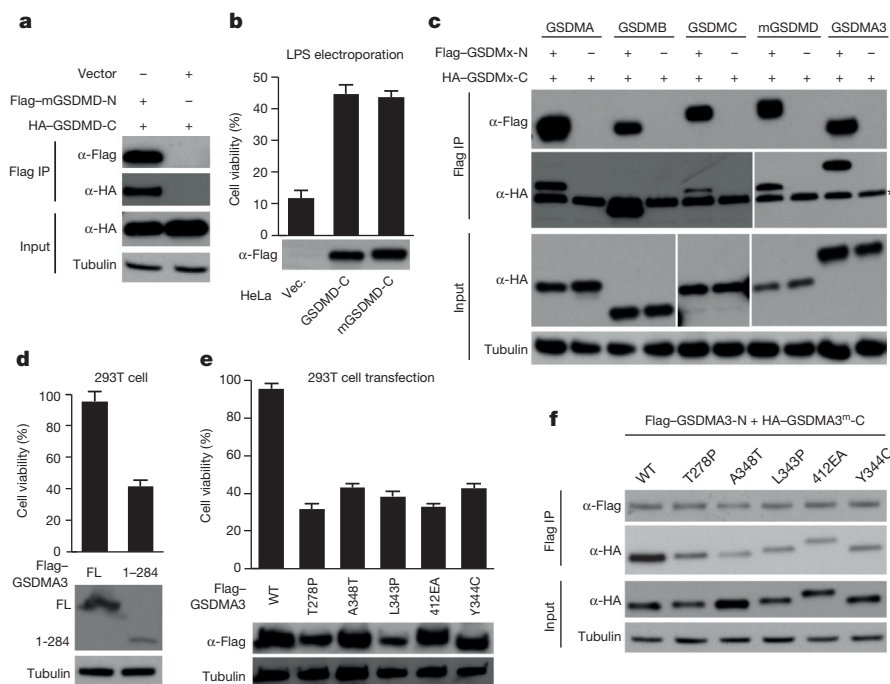 a
Vector – +
Flag–mGSDMD-N + –
HA–GSDMD-C + +
Flag IP
α-Flag
α-HA
Input
α-HA
Tubulin
b
LPS electroporation
Cell viability (%)
50
40
30
20
10
0
α-Flag
HeLa
Vec. GSDMD-C mGSDMD-C
c
GSDMA GSDMB GSDMC mGSDMD GSDMA3
Flag–GSDMx-N + – + – + – + – + –
HA–GSDMx-C + + + + + + + + + +
Flag IP
α-Flag
α-HA
*
Input
α-HA
Tubulin
d
293T cell
Cell viability (%)
100
80
60
40
20
0
Flag–GSDMA3
FL 1–284
FL
1-284
Tubulin
e
293T cell transfection
Cell viability (%)
100
80
60
40
20
0
Flag–GSDMA3
WT T278P A348T L343P 412EA Y344C
α-Flag
Tubulin
f
Flag–GSDMA3-N + HA–GSDMA3ᵐ-C
WT T278P A348T L343P 412EA Y344C
Flag IP
α-Flag
α-HA
Input
α-HA
Tubulin